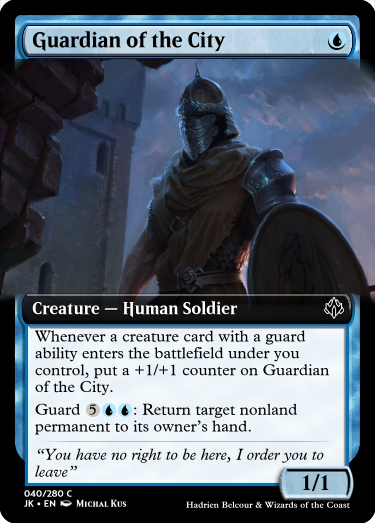 Guardian of the City
Creature — Human Soldier
Whenever a creature card with a guard
ability enters the battlefield under you
control, put a +1/+1 counter on Guardian
of the City.
Guard 5: Return target nonland
permanent to its owner's hand.
“You have no right to be here, I order you to
leave”
1/1
040/280 C
JK • EN Michal Kus
Hadrien Belcour & Wizards of the Coast